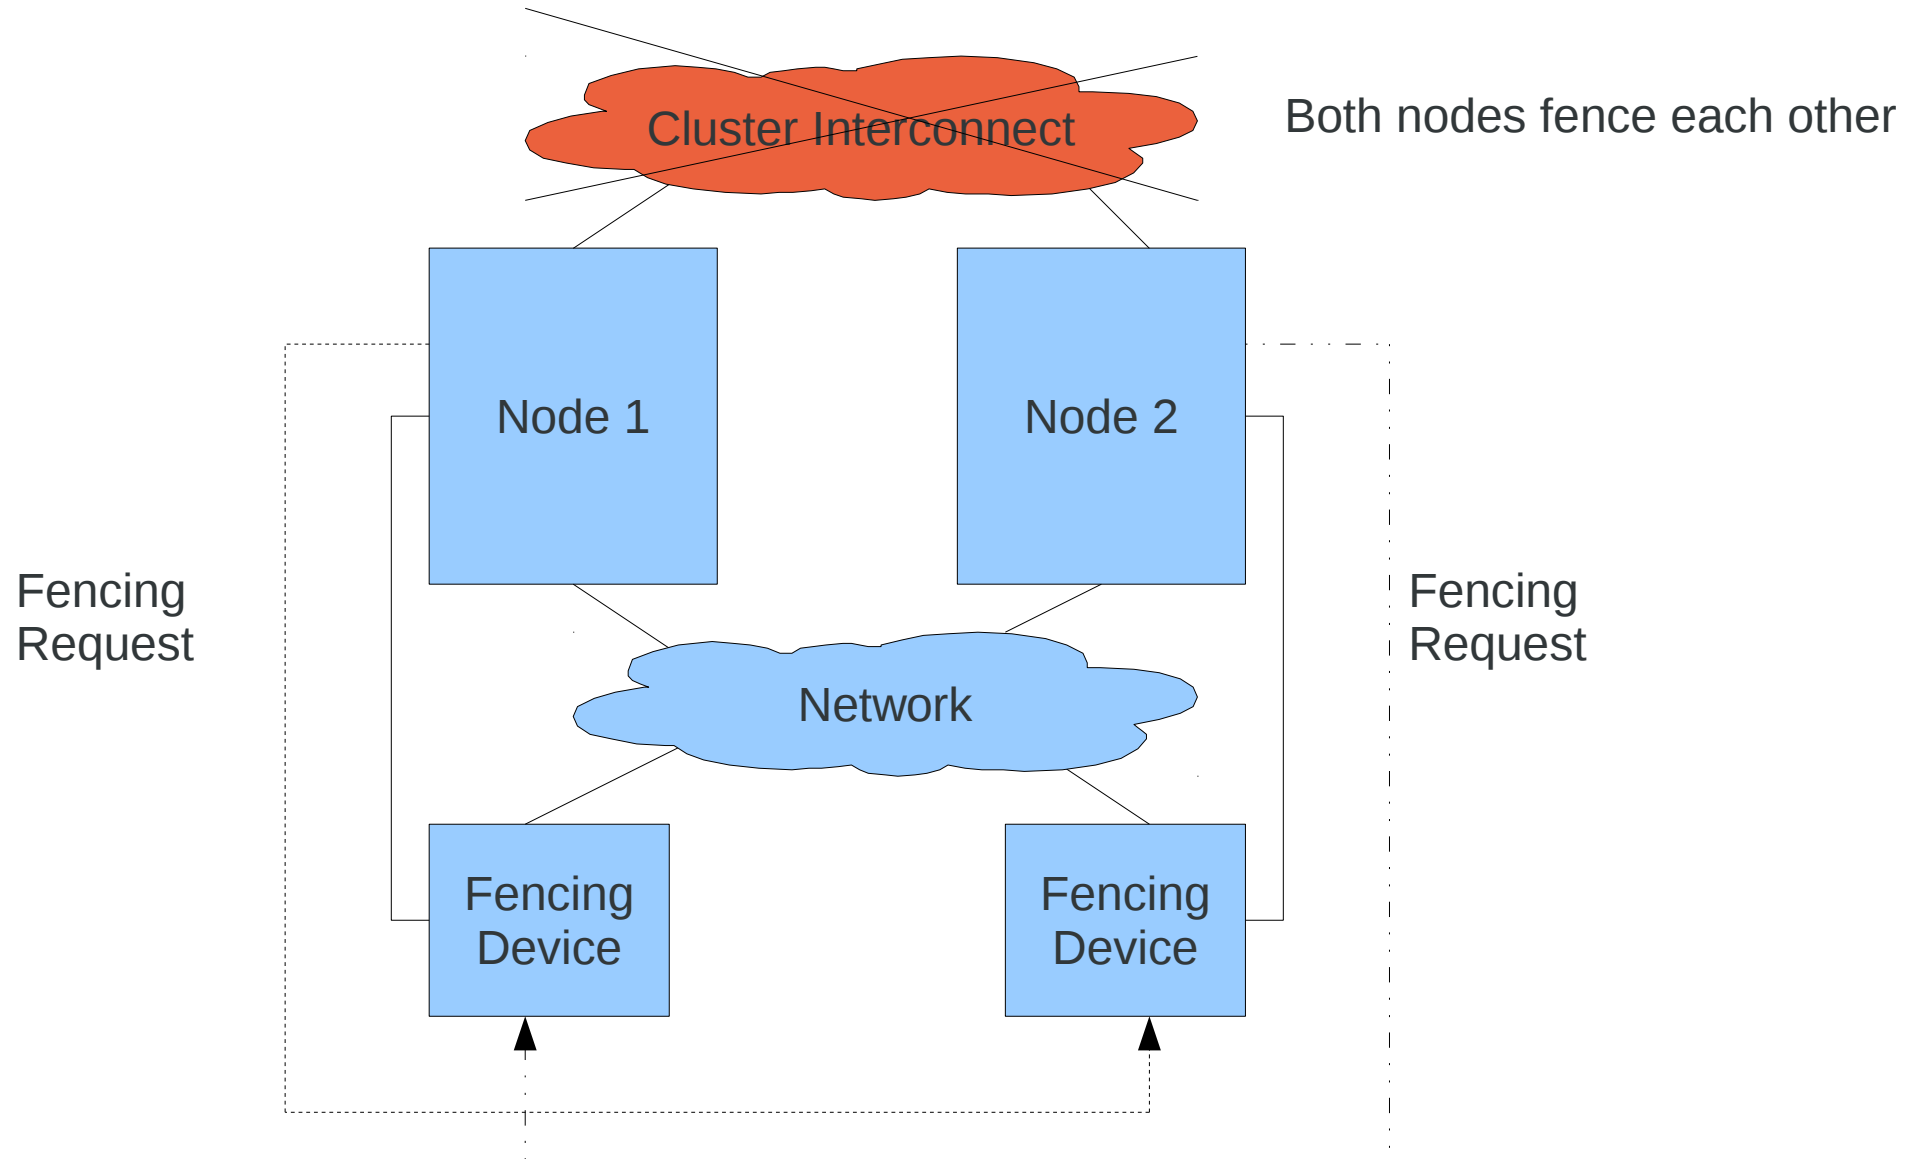 Cluster Interconnect
Both nodes fence each other
Node 1
Node 2
Fencing
Request
Fencing
Request
Network
Fencing
Device
Fencing
Device